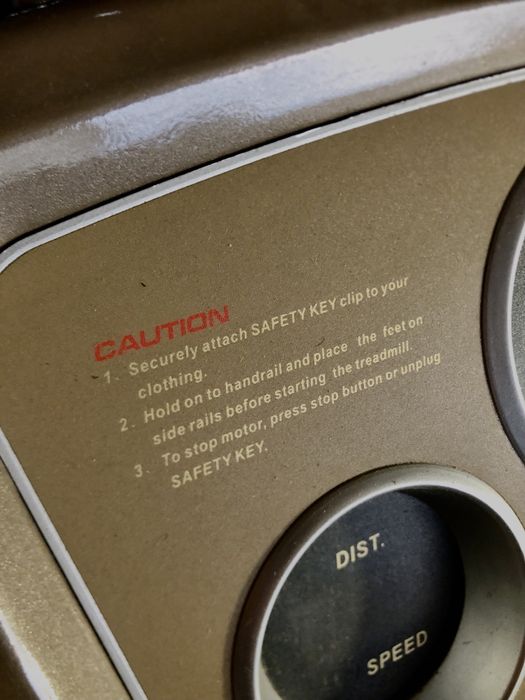 CAUTION
1. Securely attach SAFETY KEY clip to your
clothing.
2. Hold on to handrail and place the feet on
side rails before starting the treadmill.
3. To stop motor, press stop button or unplug
SAFETY KEY.
DIST.
SPEED